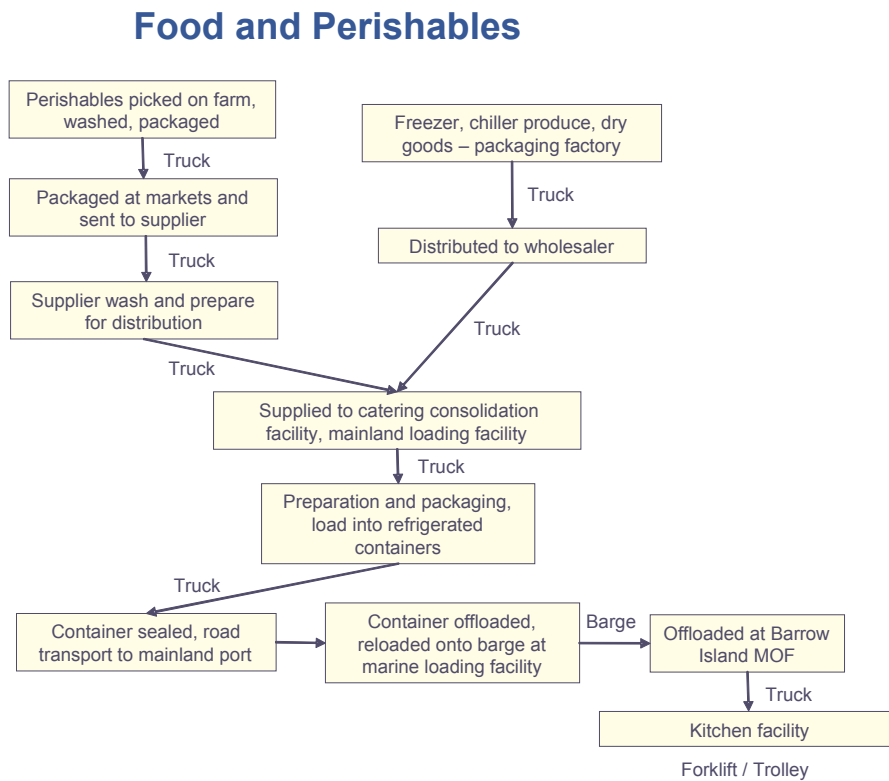 Food and Perishables
Perishables picked on farm,
washed, packaged
Truck
Packaged at markets and
sent to supplier
Truck
Supplier wash and prepare
for distribution
Truck
Freezer, chiller produce, dry
goods – packaging factory
Truck
Distributed to wholesaler
Truck
Supplied to catering consolidation
facility, mainland loading facility
Truck
Preparation and packaging,
load into refrigerated
containers
Truck
Container sealed, road
transport to mainland port
Container offloaded,
reloaded onto barge at
marine loading facility
Barge
Offloaded at Barrow
Island MOF
Truck
Kitchen facility
Forklift / Trolley